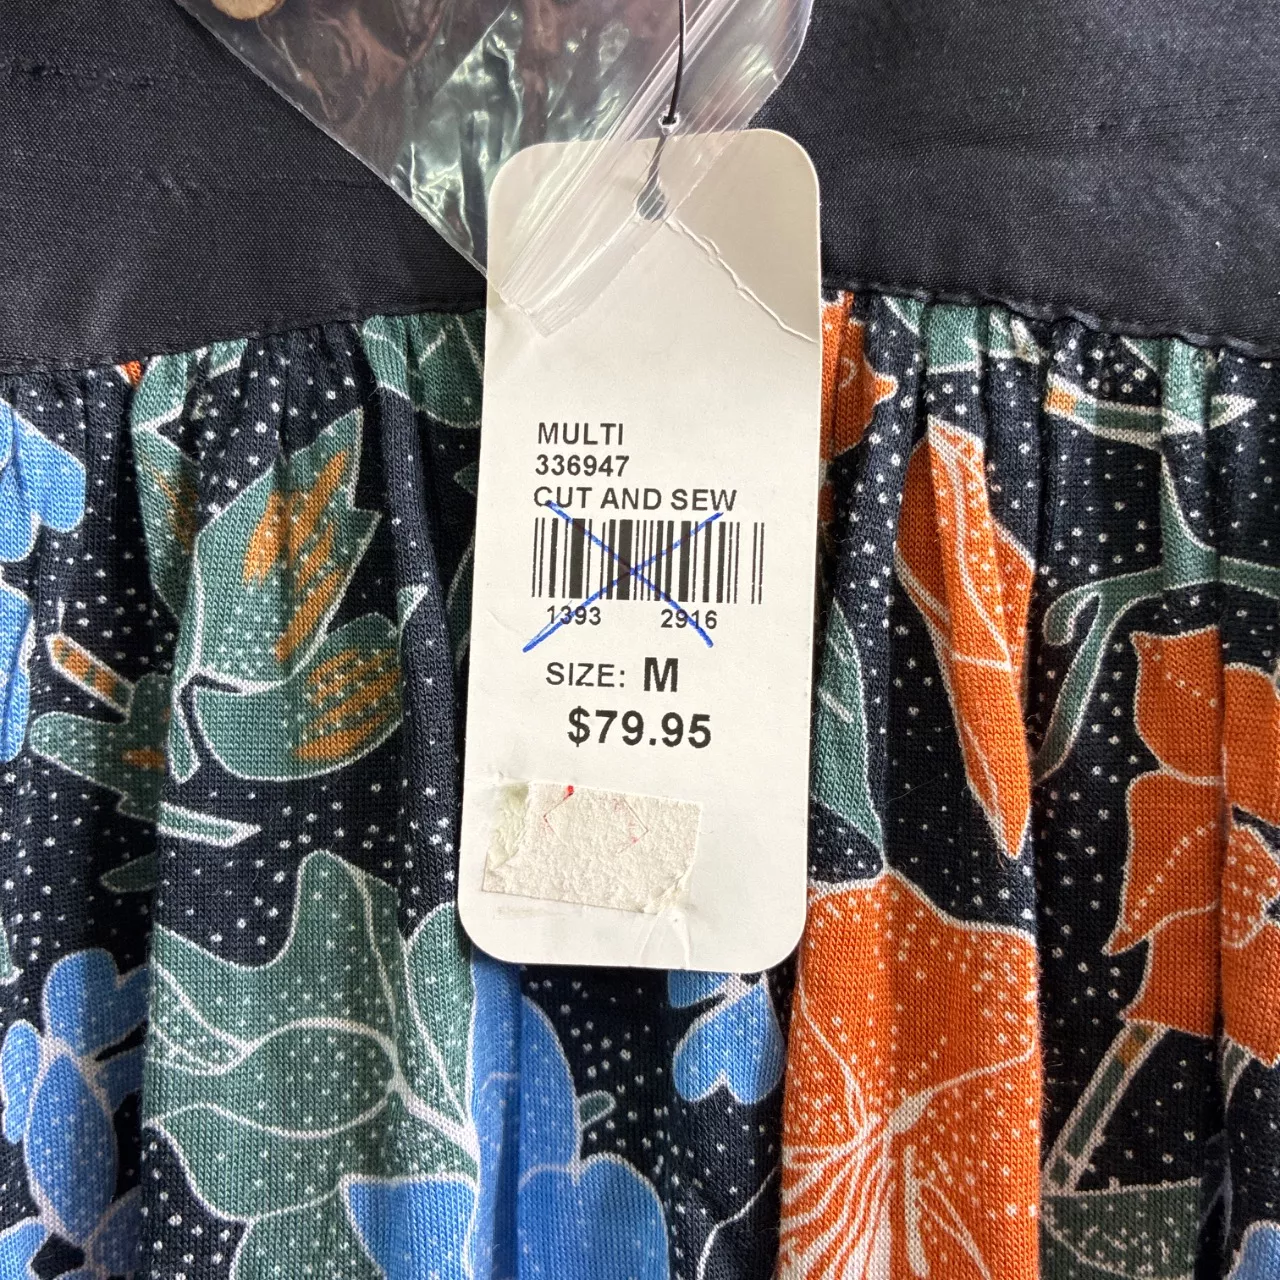 MULTI
336947
CUT AND SEW
1393 2916
SIZE: M
$79.95